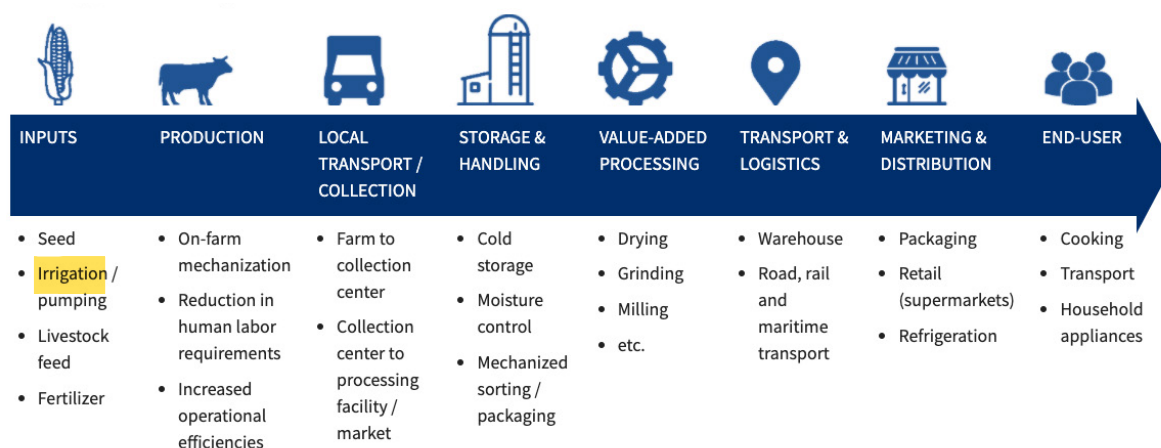 INPUTS
PRODUCTION
LOCAL
TRANSPORT /
COLLECTION
STORAGE &
HANDLING
VALUE-ADDED
PROCESSING
TRANSPORT &
LOGISTICS
MARKETING &
DISTRIBUTION
END-USER
• Seed
• Irrigation /
pumping
• Livestock
feed
• Fertilizer
• On-farm
mechanization
• Reduction in
human labor
requirements
• Increased
operational
efficiencies
• Farm to
collection
center
• Collection
center to
processing
facility /
market
• Cold
storage
• Moisture
control
• Mechanized
sorting /
packaging
• Drying
• Grinding
• Milling
• etc.
• Warehouse
• Road, rail
and
maritime
transport
• Packaging
• Retail
(supermarkets)
• Refrigeration
• Cooking
• Transport
• Household
appliances